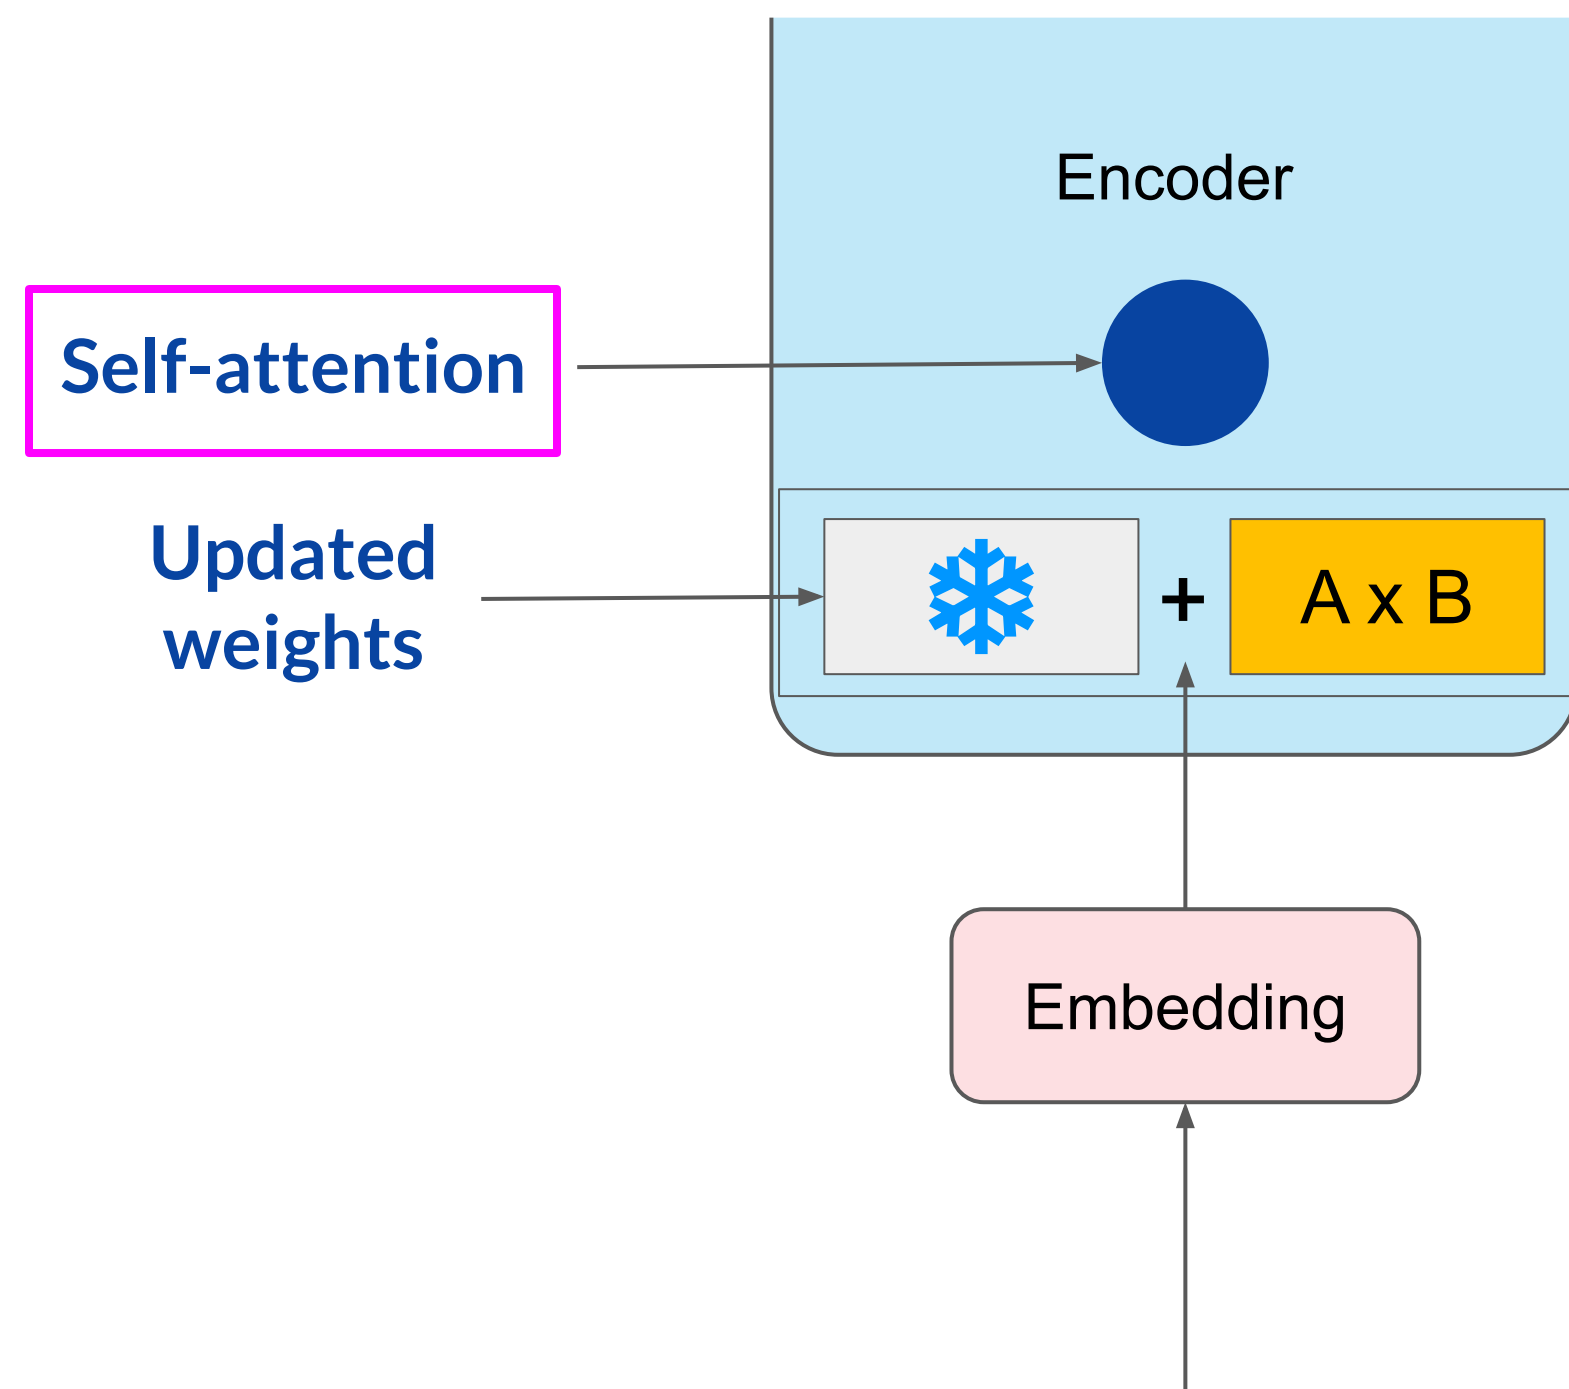 Encoder
Self-attention
Updated
weights
+
A x B
Embedding